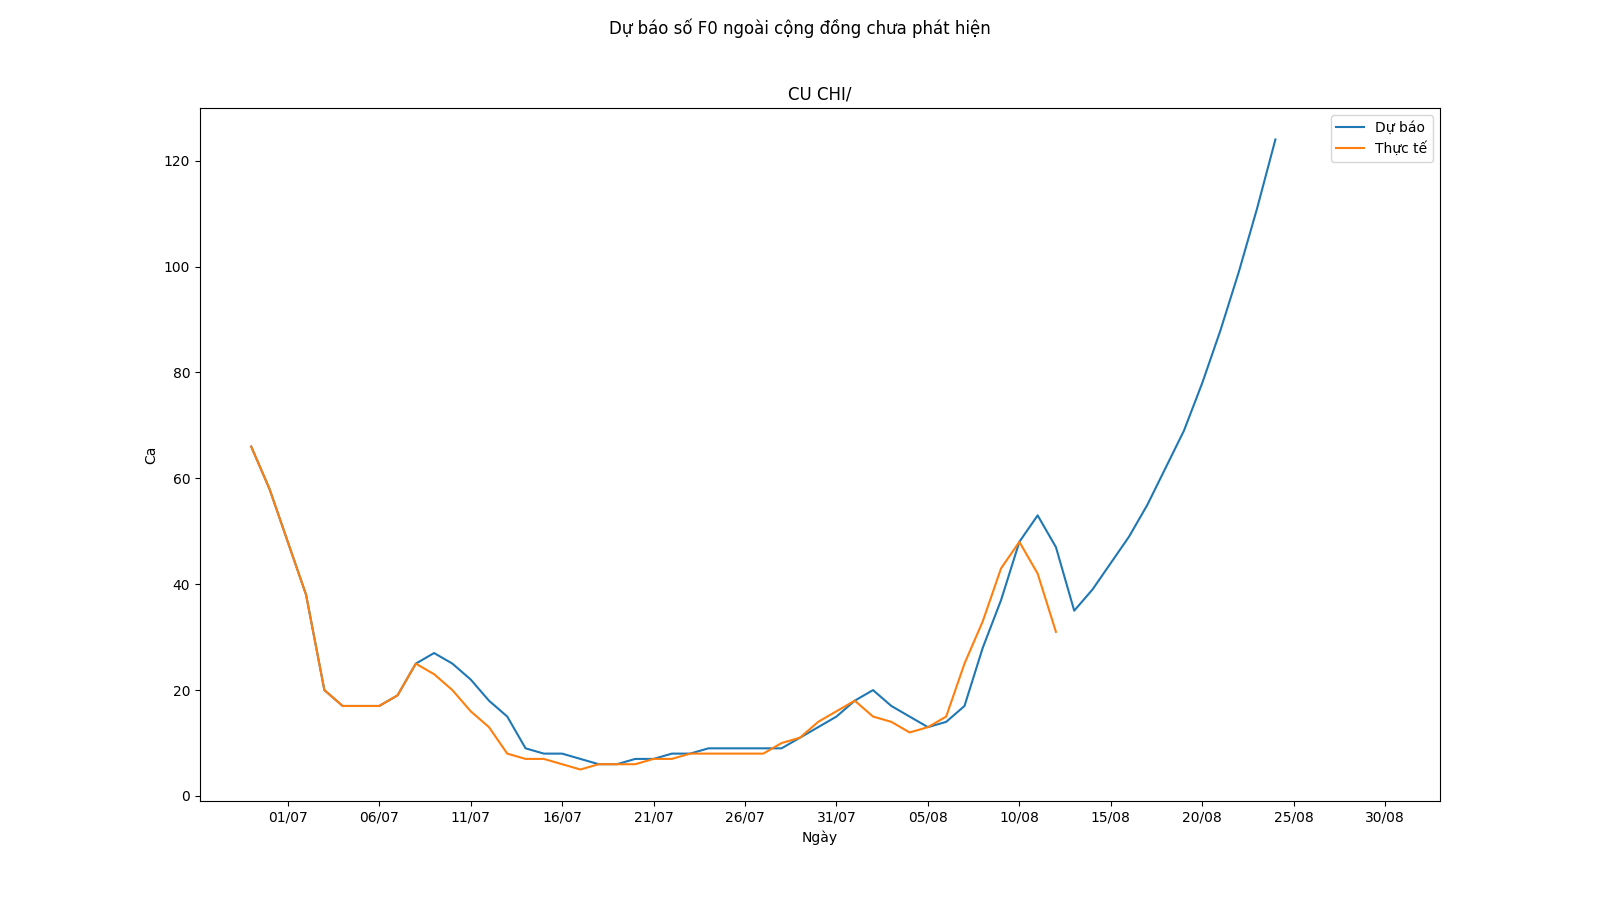 Dự báo số F0 ngoài cộng đồng chưa phát hiện
CU CHI/
Dự báo
Thực tế
120
100
80
60
40
20
0
Ca
01/07 06/07 11/07 16/07 21/07 26/07 31/07 05/08 10/08 15/08 20/08 25/08 30/08
Ngày